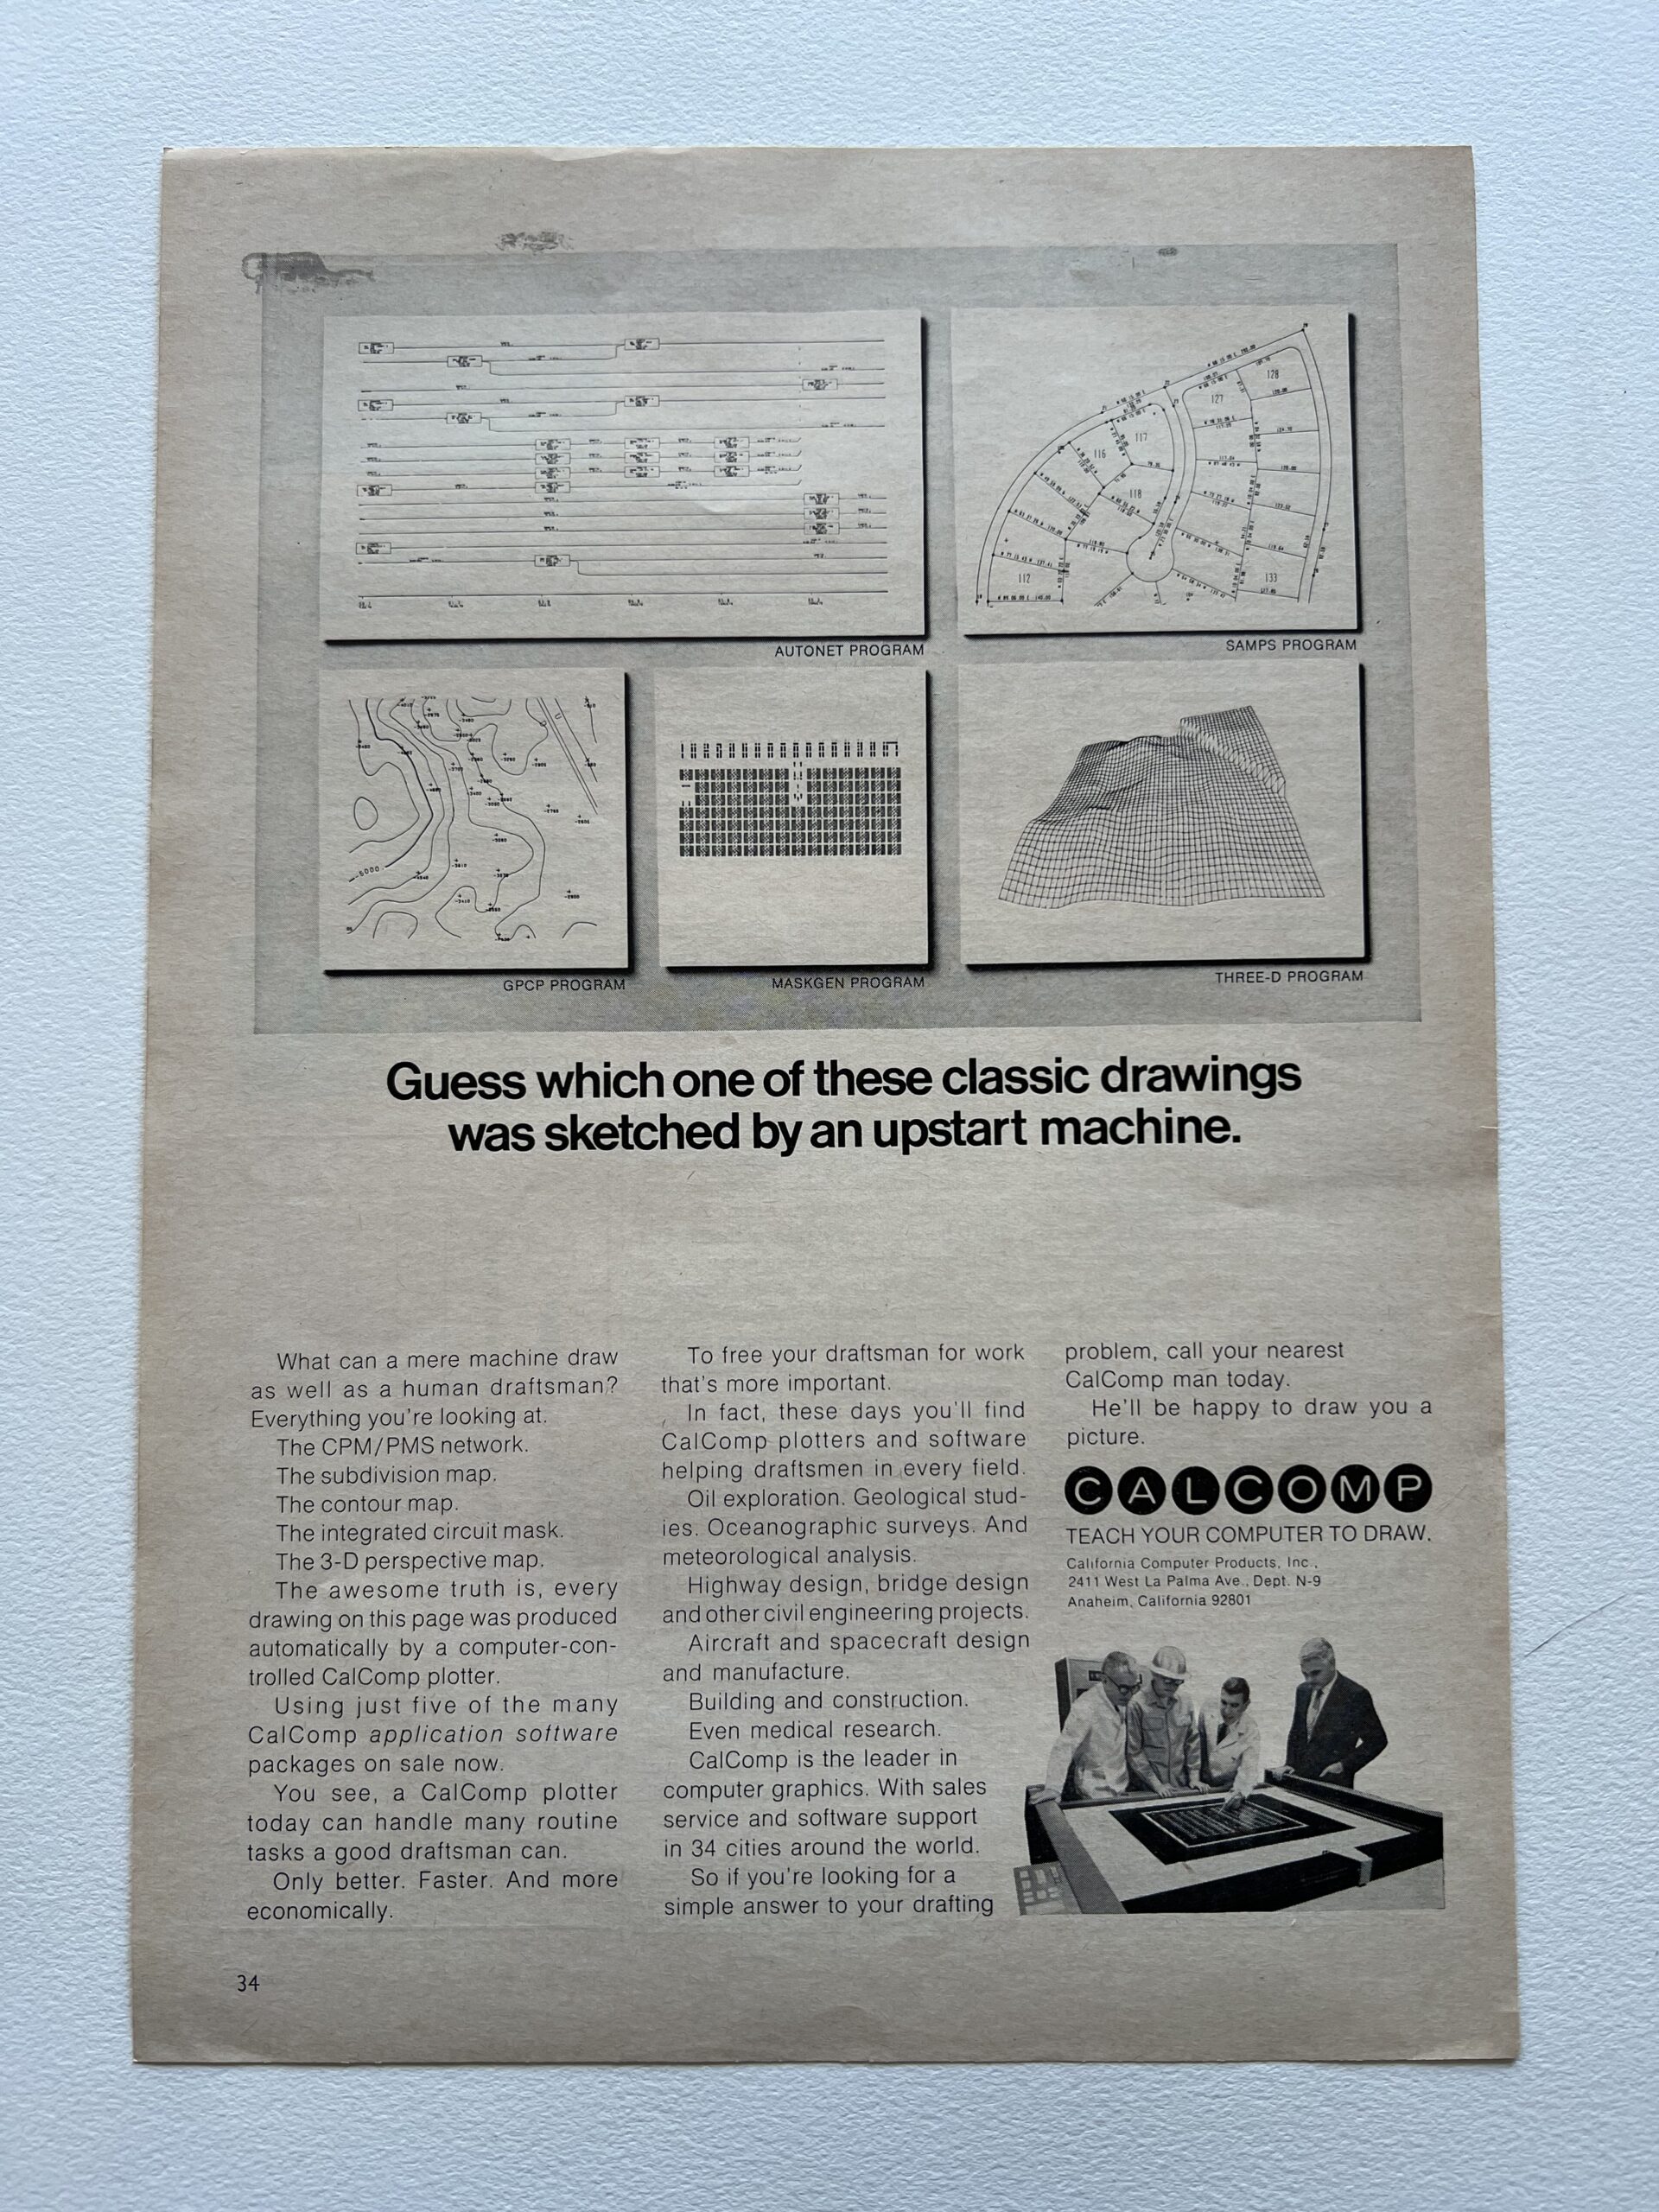 AUTONET PROGRAM
128
127
117
116
118
112
133
SAMPS PROGRAM
GPCP PROGRAM
MASKGEN PROGRAM
THREE-D PROGRAM
Guess which one of these classic drawings
was sketched by an upstart machine.
What can a mere machine draw
as well as a human draftsman?
Everything you're looking at.
The CPM/PMS network.
The subdivision map.
The contour map.
The integrated circuit mask.
The 3-D perspective map.
The awesome truth is, every
drawing on this page was produced
automatically by a computer-con-
trolled CalComp plotter.
Using just five of the many
CalComp application software
packages on sale now.
You see, a CalComp plotter
today can handle many routine
tasks a good draftsman can.
Only better. Faster. And more
economically.
To free your draftsman for work
that's more important.
In fact, these days you'll find
CalComp plotters and software
helping draftsmen in every field.
Oil exploration. Geological stud-
ies. Oceanographic surveys. And
meteorological analysis.
Highway design, bridge design
and other civil engineering projects.
Aircraft and spacecraft design
and manufacture.
Building and construction.
Even medical research.
CalComp is the leader in
computer graphics. With sales
service and software support
in 34 cities around the world.
So if you're looking for a
simple answer to your drafting
problem, call your nearest
CalComp man today.
He'll be happy to draw you a
picture.
CALCOMP
TEACH YOUR COMPUTER TO DRAW.
California Computer Products, Inc.,
2411 West La Palma Ave., Dept. N-9
Anaheim, California 92801
34